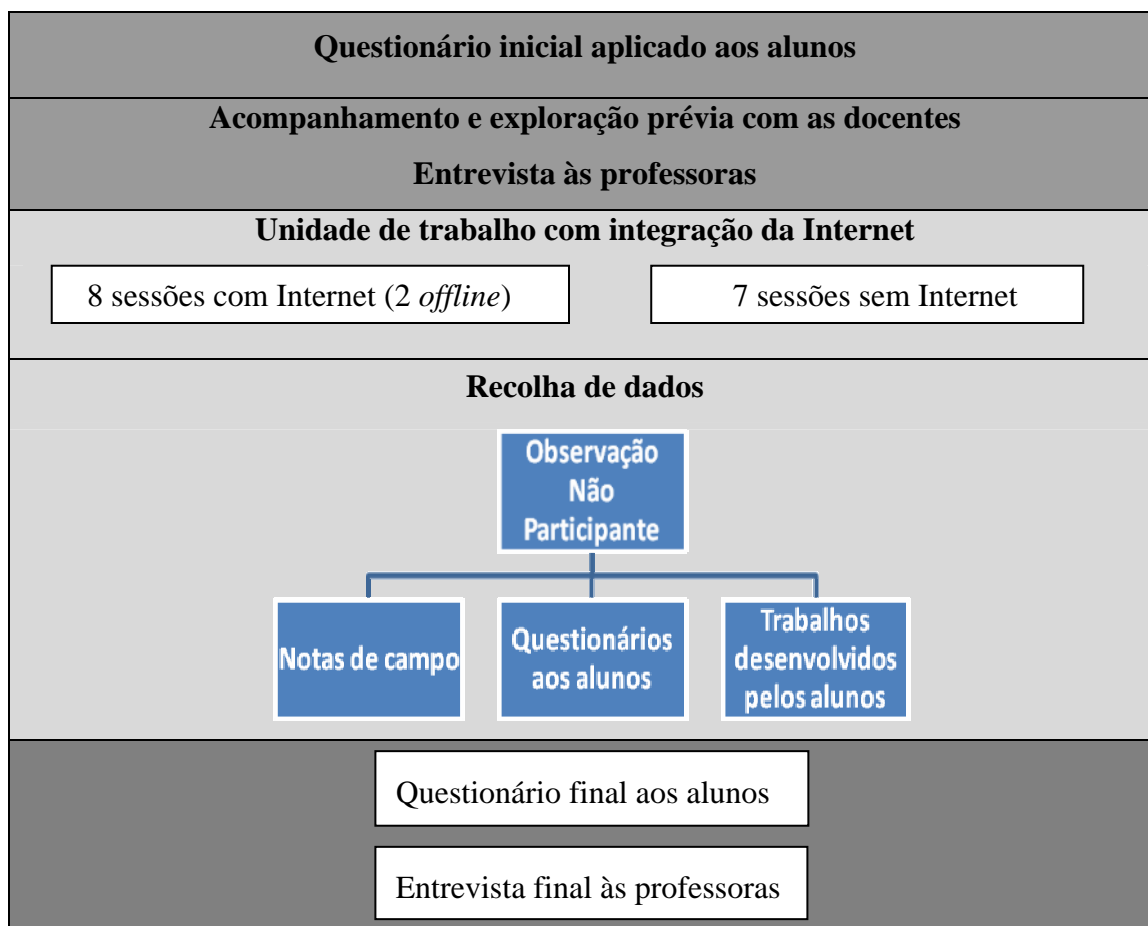 Questionário inicial aplicado aos alunos
Acompanhamento e exploração prévia com as docentes
Entrevista às professoras
Unidade de trabalho com integração da Internet
8 sessões com Internet (2 offline)
7 sessões sem Internet
Recolha de dados
Observação
Não
Participante
Notas de campo
Questionários
aos alunos
Trabalhos
desenvolvidos
pelos alunos
Questionário final aos alunos
Entrevista final às professoras